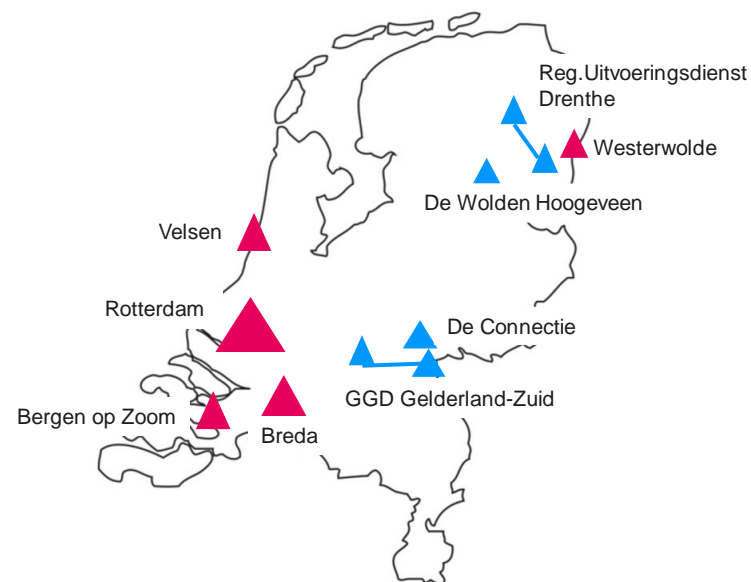 Reg.Uitvoeringsdienst
Drenthe
Westerwolde
De Wolden Hoogeveen
Velsen
Rotterdam
De Connectie
GGD Gelderland-Zuid
Bergen op Zoom
Breda